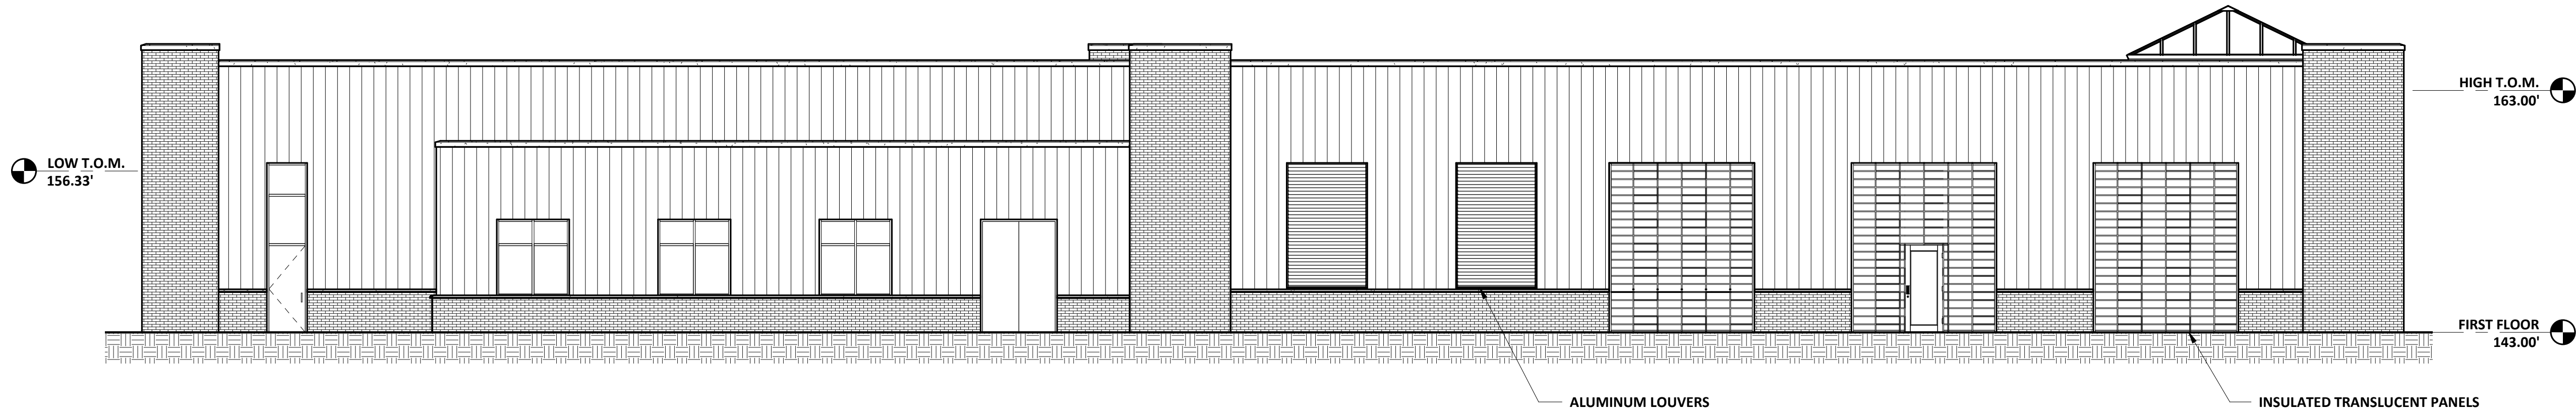 HIGH T.O.M.
163.00'
LOW T.O.M.
156.33'
FIRST FLOOR
143.00'
ALUMINUM LOUVERS
INSULATED TRANSLUCENT PANELS